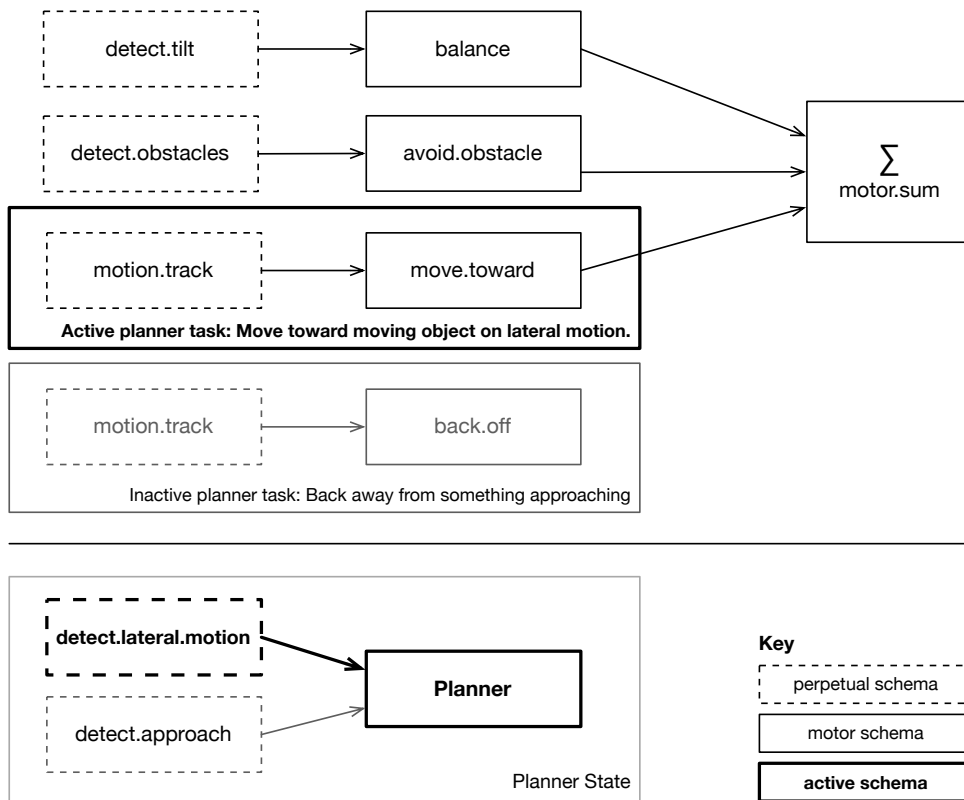 detect.tilt
balance
detect.obstacles
avoid.obstacle
∑
motor.sum
motion.track
move.toward
Active planner task: Move toward moving object on lateral motion.
motion.track
back.off
Inactive planner task: Back away from something approaching
detect.lateral.motion
Planner
detect.approach
Planner State
Key
perpetual schema
motor schema
active schema